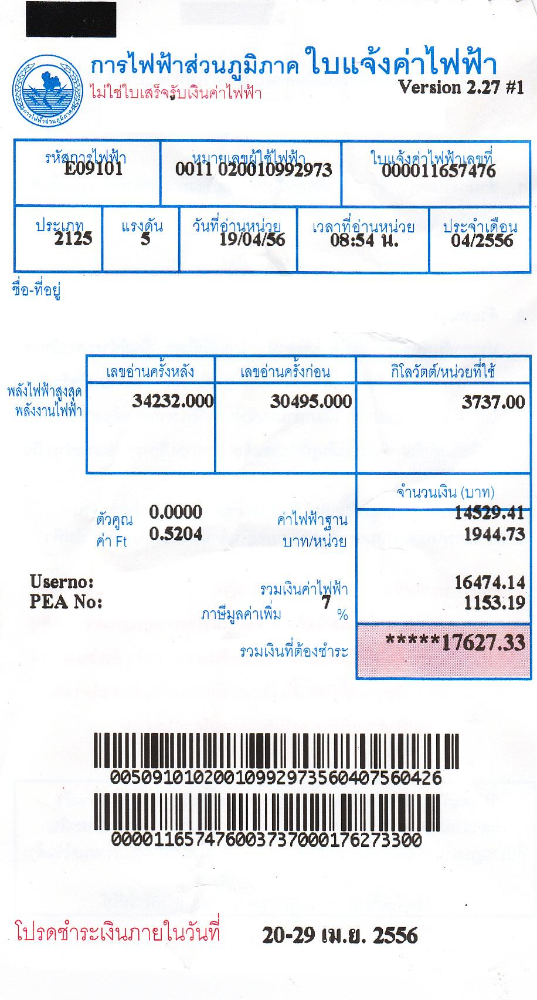 การไฟฟ้าส่วนภูมิภาค ใบแจ้งค่าไฟฟ้า
ไม่ใช่ใบเสร็จรับเงินค่าไฟฟ้า Version 2.27 #1
การไฟฟ้าส่วนภูมิภาค
รหัสการไฟฟ้า หมายเลขผู้ใช้ไฟฟ้า ใบแจ้งค่าไฟฟ้าเลขที่
E09101 0011 020010992973 000011657476
ประเภท แรงดัน วันที่อ่านหน่วย เวลาที่อ่านหน่วย ประจำเดือน
2125 5 19/04/56 08:54 น. 04/2556
ชื่อ-ที่อยู่
เลขอ่านครั้งหลัง เลขอ่านครั้งก่อน กิโลวัตต์/หน่วยที่ใช้
พลังไฟฟ้าสูงสุด
พลังงานไฟฟ้า 34232.000 30495.000 3737.00
จำนวนเงิน (บาท)
ตัวคูณ 0.0000 ค่าไฟฟ้าฐาน 14529.41
ค่า Ft 0.5204 บาท/หน่วย 1944.73
Userno: รวมเงินค่าไฟฟ้า 16474.14
PEA No: ภาษีมูลค่าเพิ่ม 7 % 1153.19
รวมเงินที่ต้องชำระ *****17627.33
005091010200109929735604075604​26
000011657476003737000176273300
โปรดชำระเงินภายในวันที่ 20-29 เม.ย. 2556